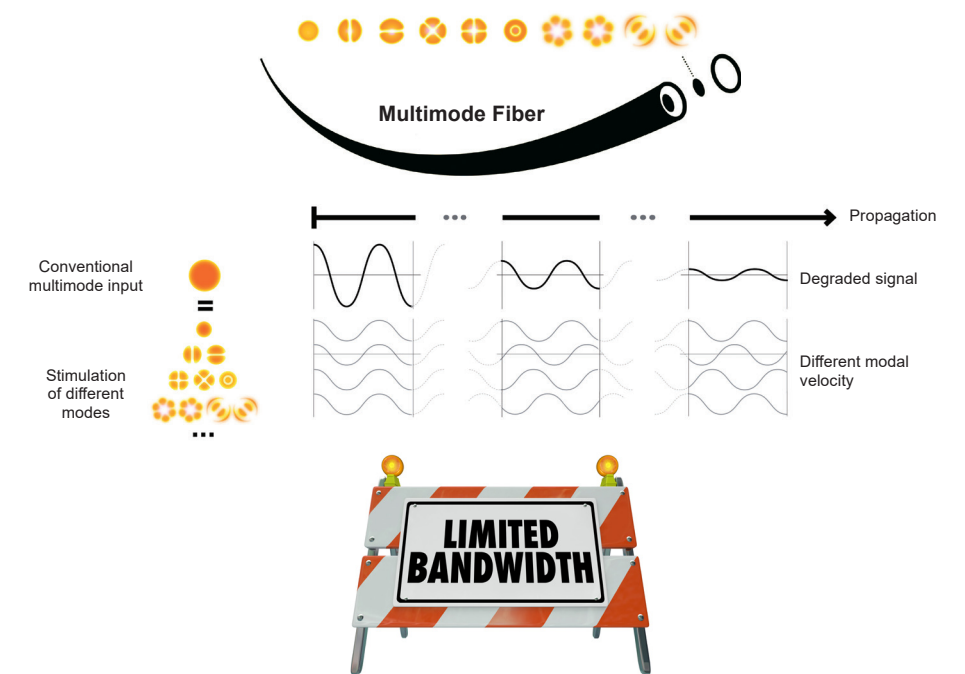 Multimode Fiber
Propagation
Conventional
multimode input
Degraded signal
=
Stimulation
of different
modes
...
Different modal
velocity
LIMITED
BANDWIDTH